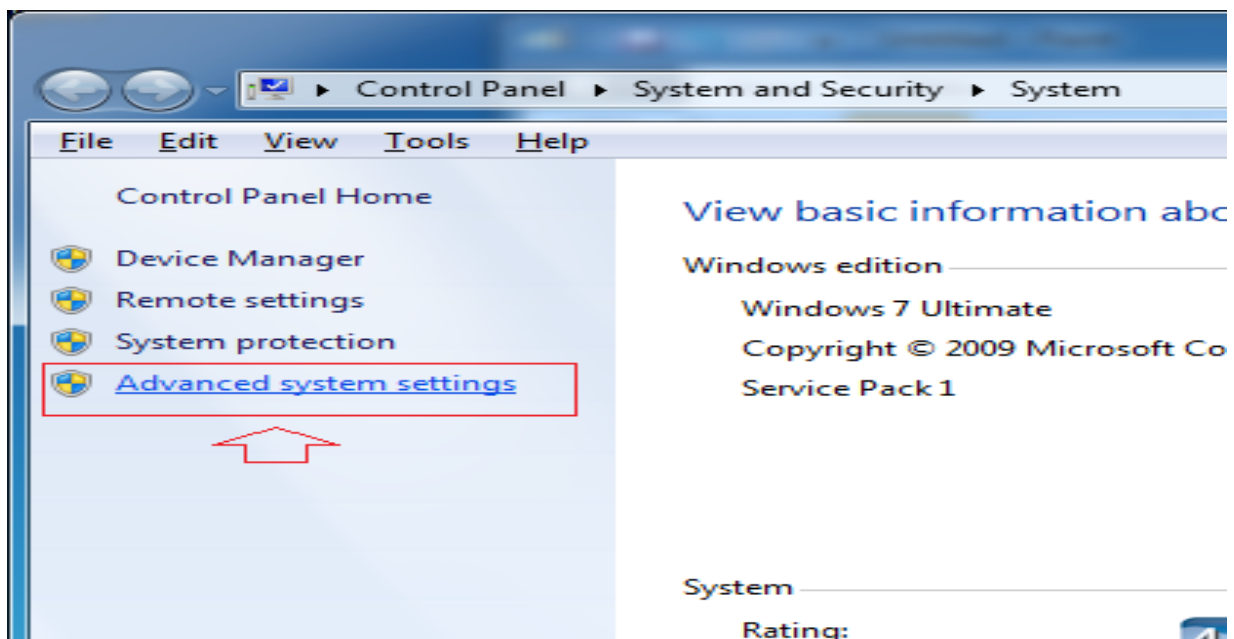 Control Panel ▸ System and Security ▸ System
File Edit View Tools Help
Control Panel Home
Device Manager
Remote settings
System protection
Advanced system settings
View basic information abo
Windows edition
Windows 7 Ultimate
Copyright © 2009 Microsoft Co
Service Pack 1
System
Rating: